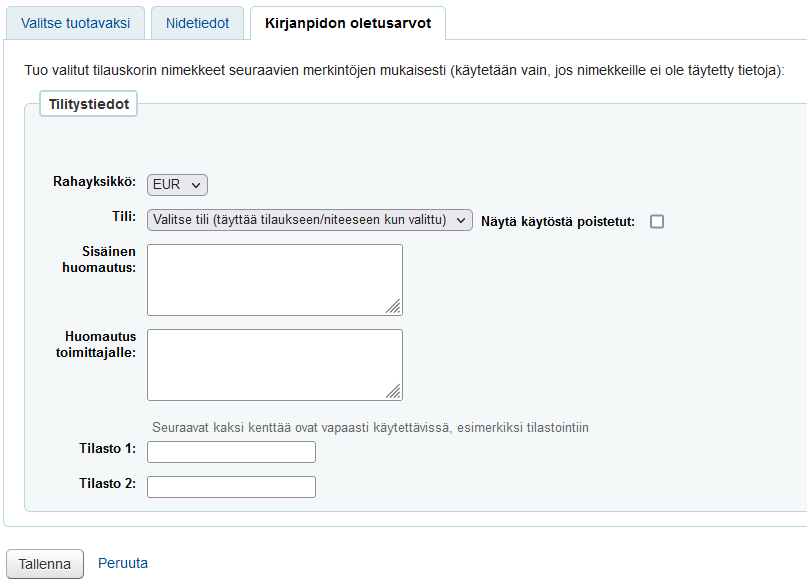 Valitse tuotavaksi Nidetiedot Kirjanpidon oletusarvot
Tuo valitut tilauskorin nimekkeet seuraavien merkintöjen mukaisesti (käytetään vain, jos nimekkeille ei ole täytetty tietoja):
Tilitystiedot
Rahayksikkö: EUR
Tili: Valitse tili (täyttää tilaukseen/niteeseen kun valittu) Näytä käytöstä poistetut:
Sisäinen
huomautus:
Huomautus
toimittajalle:
Seuraavat kaksi kenttää ovat vapaasti käytettävissä, esimerkiksi tilastointiin
Tilasto 1:
Tilasto 2:
Tallenna Peruuta